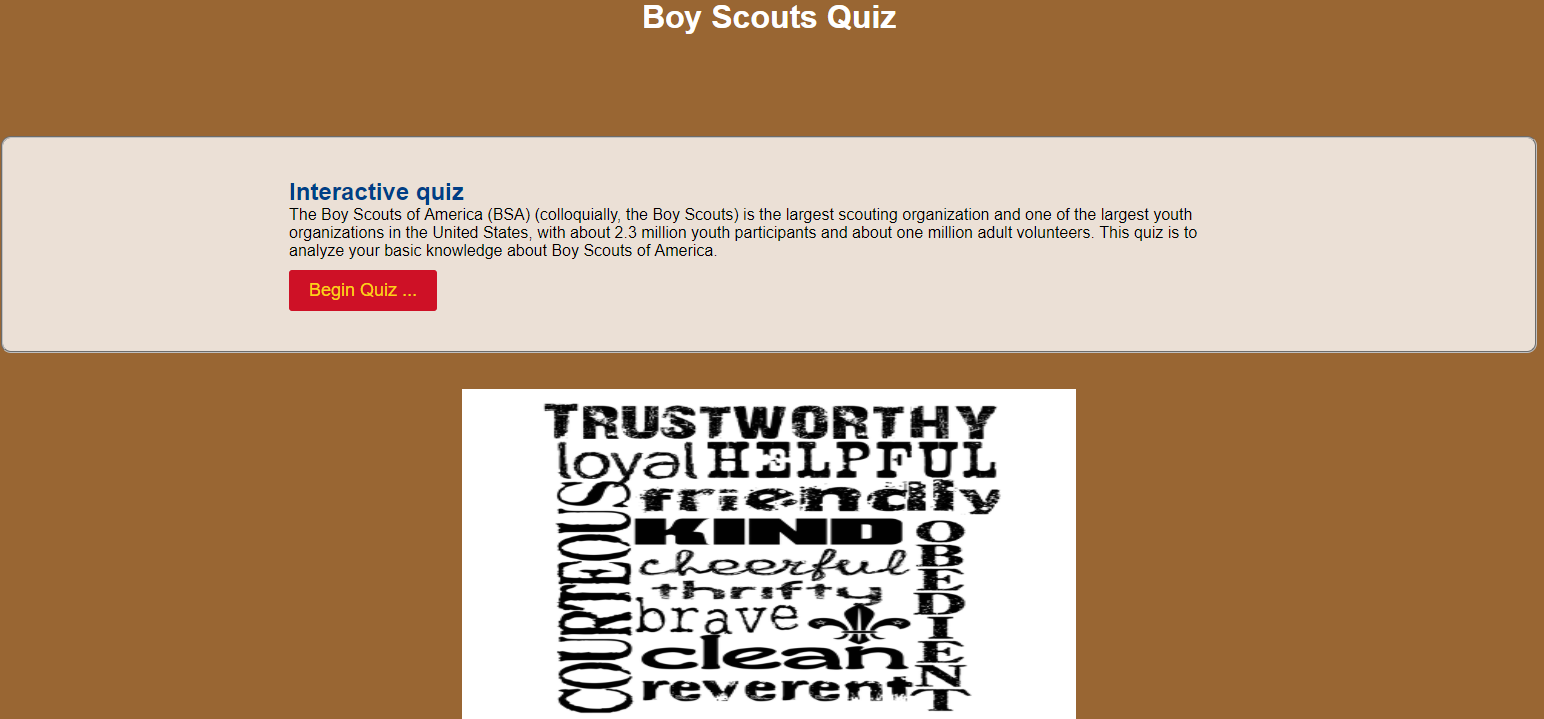 Boy Scouts Quiz
Interactive quiz
The Boy Scouts of America (BSA) (colloquially, the Boy Scouts) is the largest scouting organization and one of the largest youth
organizations in the United States, with about 2.3 million youth participants and about one million adult volunteers. This quiz is to
analyze your basic knowledge about Boy Scouts of America.
Begin Quiz ...
TRUSTWORTHY
loyal HELPFUL
COURTEOUS
friendly
KIND
OBEDIENT
cheerful
thrifty
brave
clean
reverent